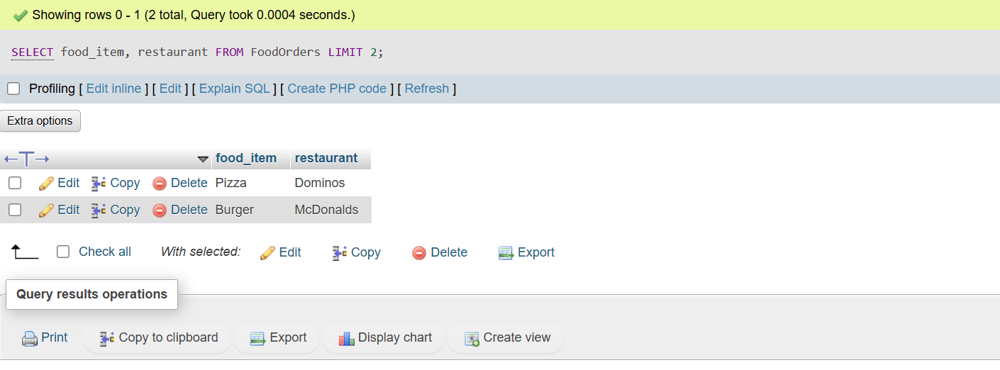 Showing rows 0 - 1 (2 total, Query took 0.0004 seconds.)
SELECT food_item, restaurant FROM FoodOrders LIMIT 2;
Profiling [ Edit inline ] [ Edit ] [ Explain SQL ] [ Create PHP code ] [ Refresh ]
Extra options
food_item restaurant
Edit Copy Delete Pizza Dominos
Edit Copy Delete Burger McDonalds
Check all With selected: Edit Copy Delete Export
Query results operations
Print Copy to clipboard Export Display chart Create view